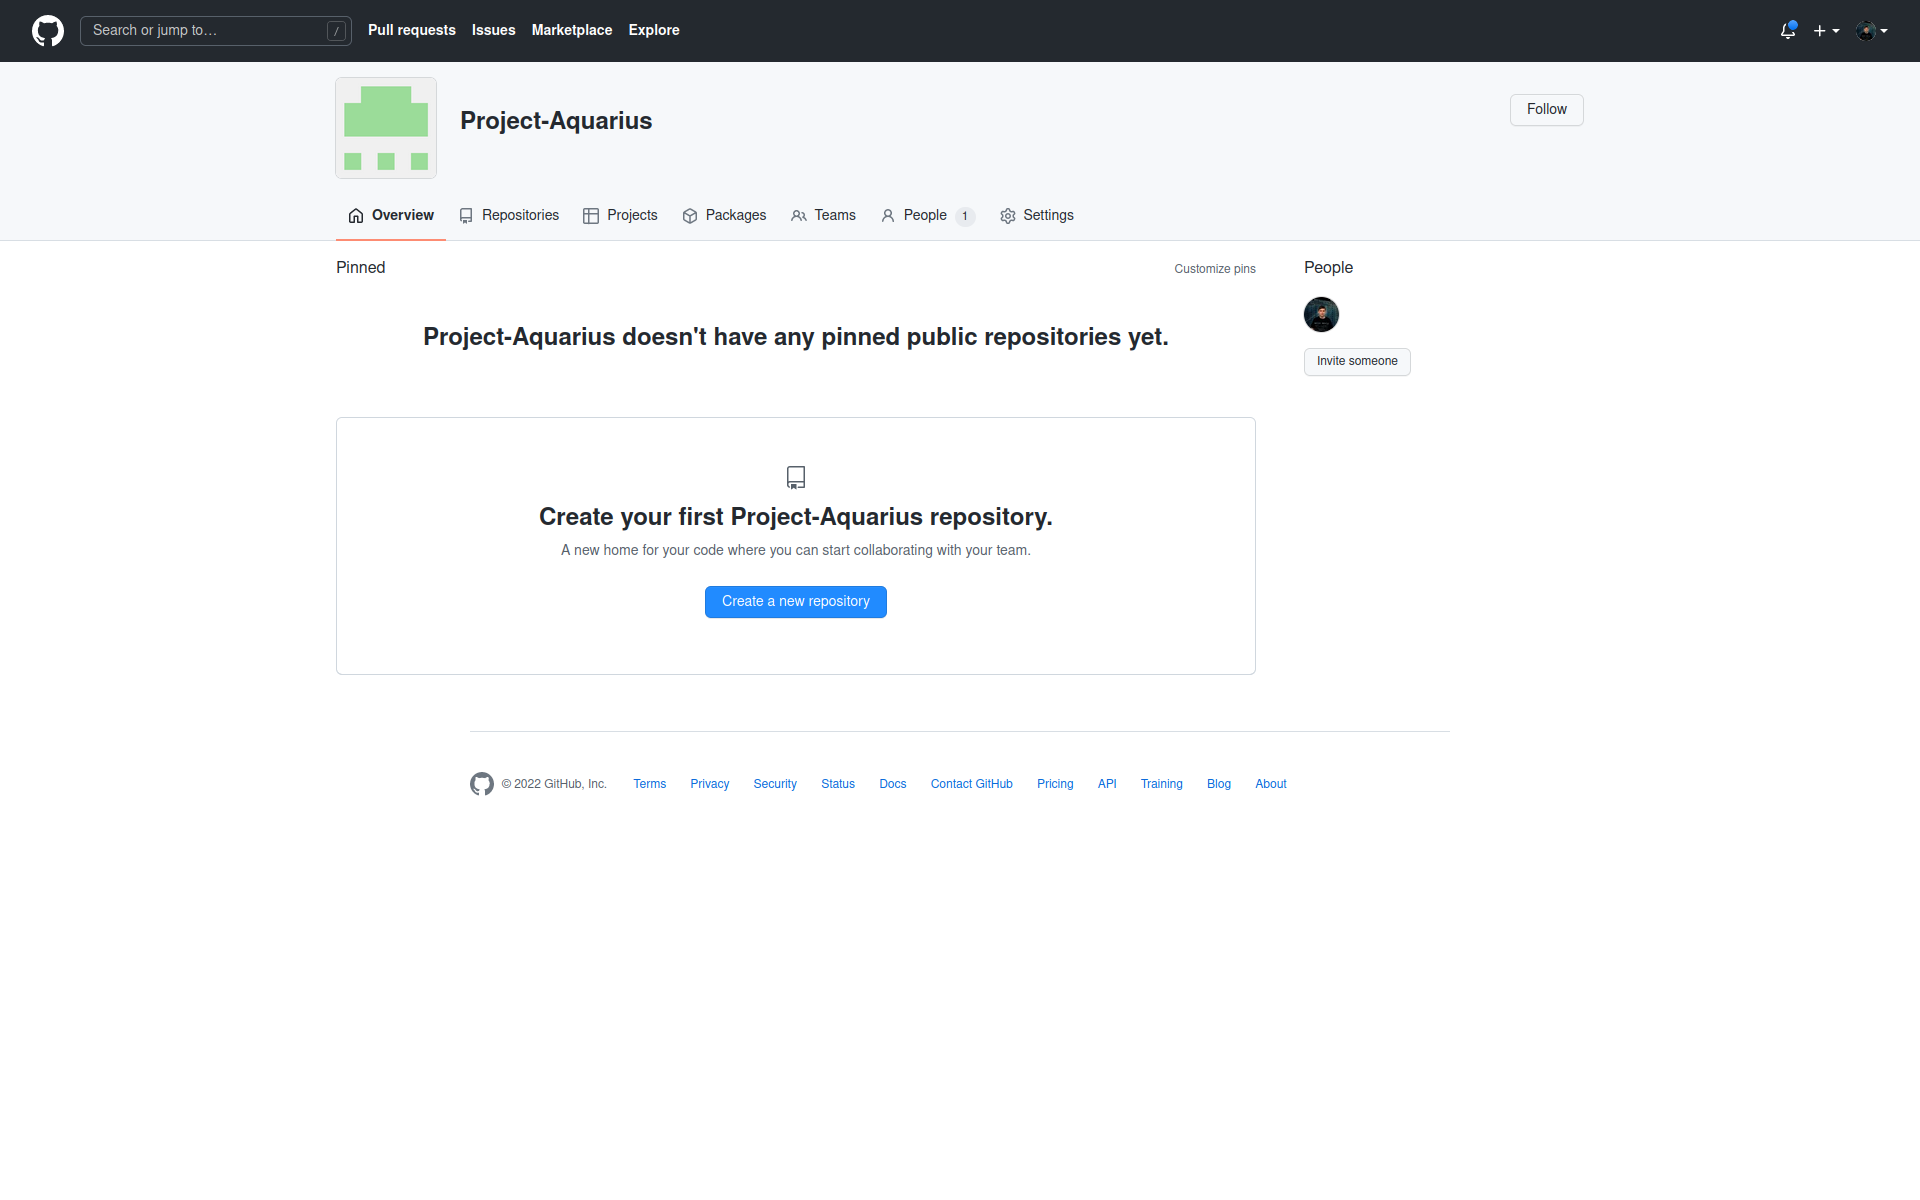 Search or jump to… /
Pull requests Issues Marketplace Explore
Project-Aquarius
Follow
Overview Repositories Projects Packages Teams People 1 Settings
Pinned
Customize pins
Project-Aquarius doesn't have any pinned public repositories yet.
Create your first Project-Aquarius repository.
A new home for your code where you can start collaborating with your team.
Create a new repository
People
Invite someone
© 2022 GitHub, Inc. Terms Privacy Security Status Docs Contact GitHub Pricing API Training Blog About